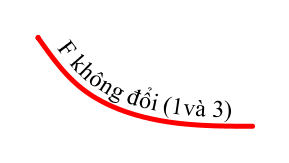 F không đổi (1và 3)